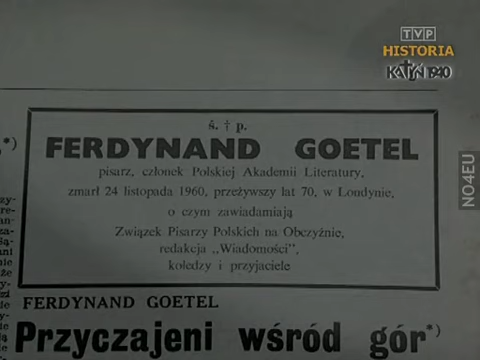 TVP
HISTORIA
KATYŃ 1940
NO4EU
ś. † p.
FERDYNAND GOETEL
pisarz, członek Polskiej Akademii Literatury,
zmarł 24 listopada 1960, przeżywszy lat 70, w Londynie,
o czym zawiadamiają
Związek Pisarzy Polskich na Obczyźnie,
redakcja „Wiadomości”,
koledzy i przyjaciele
FERDYNAND GOETEL
Przyczajeni wśród gór*)